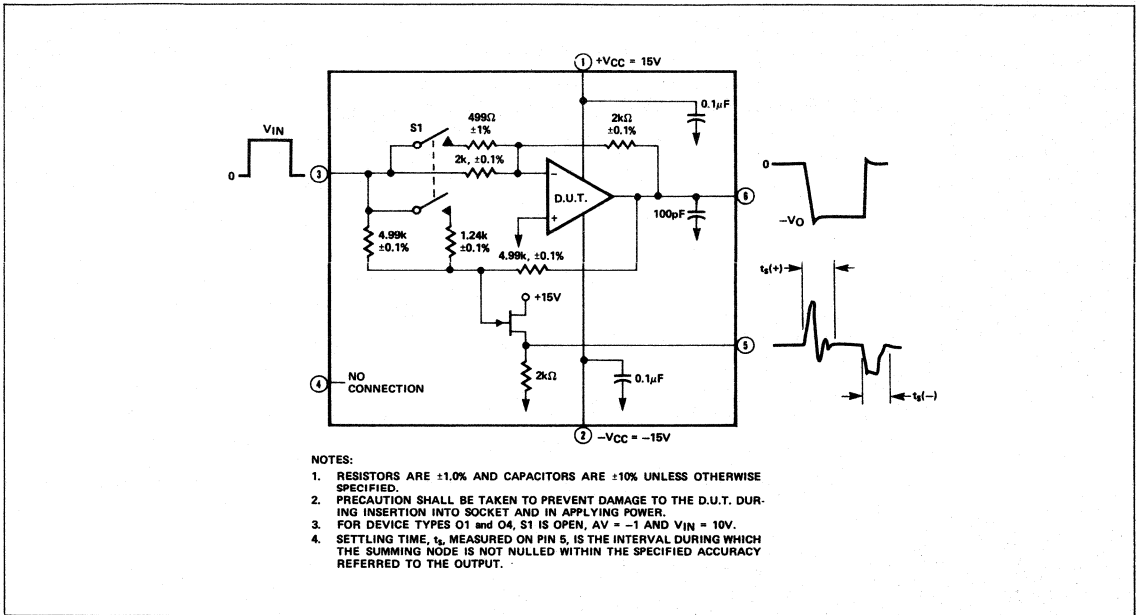 1 +VCC = 15V
0.1μF
499Ω
±1%
S1
2kΩ
±0.1%
VIN
0
3
2k, ±0.1%
−
D.U.T.
+
6
0
−VO
100pF
4.99k
±0.1%
1.24k
±0.1%
4.99k, ±0.1%
ts(+)
+15V
5
2kΩ
0.1μF
4
NO
CONNECTION
ts(−)
2 −VCC = −15V
NOTES:
1. RESISTORS ARE ±1.0% AND CAPACITORS ARE ±10% UNLESS OTHERWISE
SPECIFIED.
2. PRECAUTION SHALL BE TAKEN TO PREVENT DAMAGE TO THE D.U.T. DUR-
ING INSERTION INTO SOCKET AND IN APPLYING POWER.
3. FOR DEVICE TYPES O1 and O4, S1 IS OPEN, AV = −1 AND VIN = 10V.
4. SETTLING TIME, ts, MEASURED ON PIN 5, IS THE INTERVAL DURING WHICH
THE SUMMING NODE IS NOT NULLED WITHIN THE SPECIFIED ACCURACY
REFERRED TO THE OUTPUT.